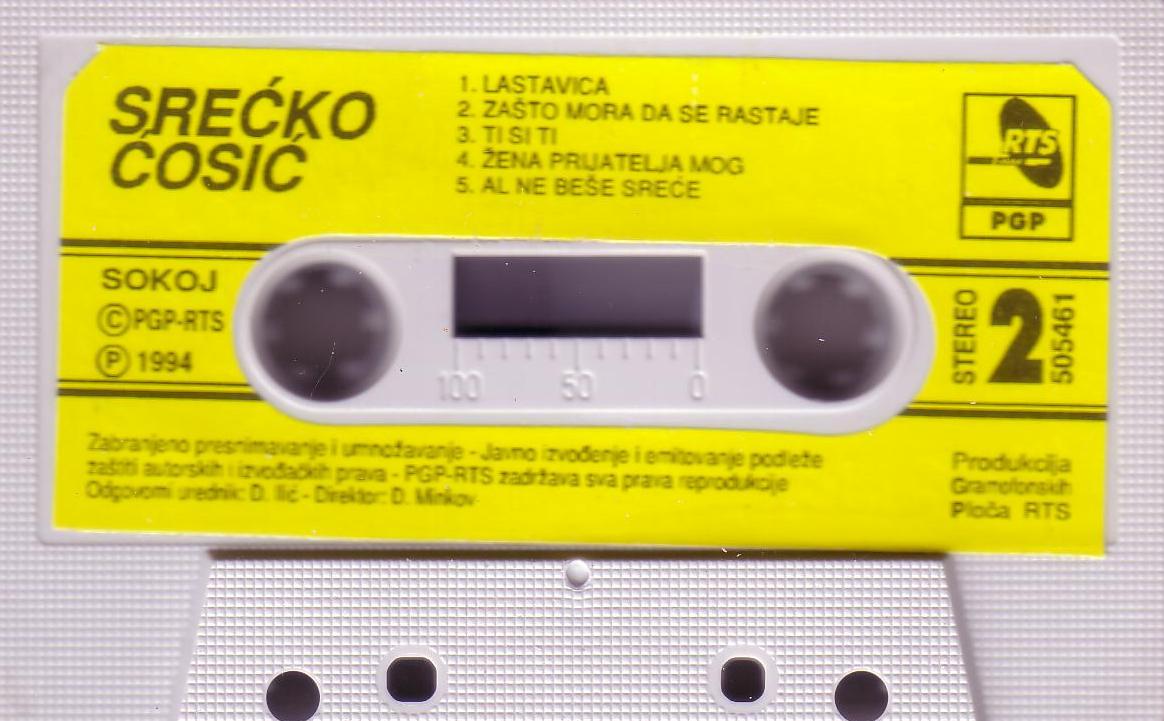 SREĆKO
ĆOSIĆ
1. LASTAVICA
2. ZAŠTO MORA DA SE RASTAJE
3. TI SI TI
4. ŽENA PRIJATELJA MOG
5. AL NE BEŠE SREĆE
RTS
PGP
SOKOJ
©PGP-RTS
℗ 1994
100 50 0
STEREO
2
505461
Zabranjeno presnimavanje i umnožavanje - Javno izvođenje i emitovanje podleže
zaštiti autorskih i izvođačkih prava - PGP-RTS zadržava sva prava reprodukcije
Odgovorni urednik: D. Ilić - Direktor: D. Minkov
Produkcija
Gramofonskih
Ploča RTS